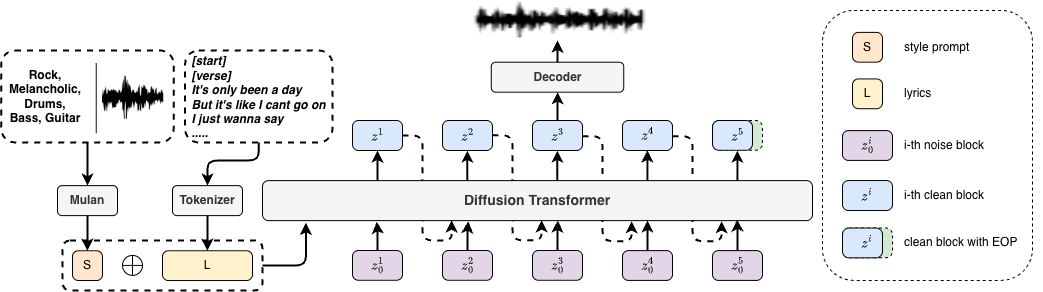 Rock,
Melancholic,
Drums,
Bass, Guitar
[start]
[verse]
It's only been a day
But it's like I cant go on
I just wanna say
.....
Mulan
Tokenizer
S
⊕
L
Decoder
z^1
z^2
z^3
z^4
z^5
Diffusion Transformer
z_0^1
z_0^2
z_0^3
z_0^4
z_0^5
S style prompt
L lyrics
z_0^i i-th noise block
z^i i-th clean block
z^i clean block with EOP